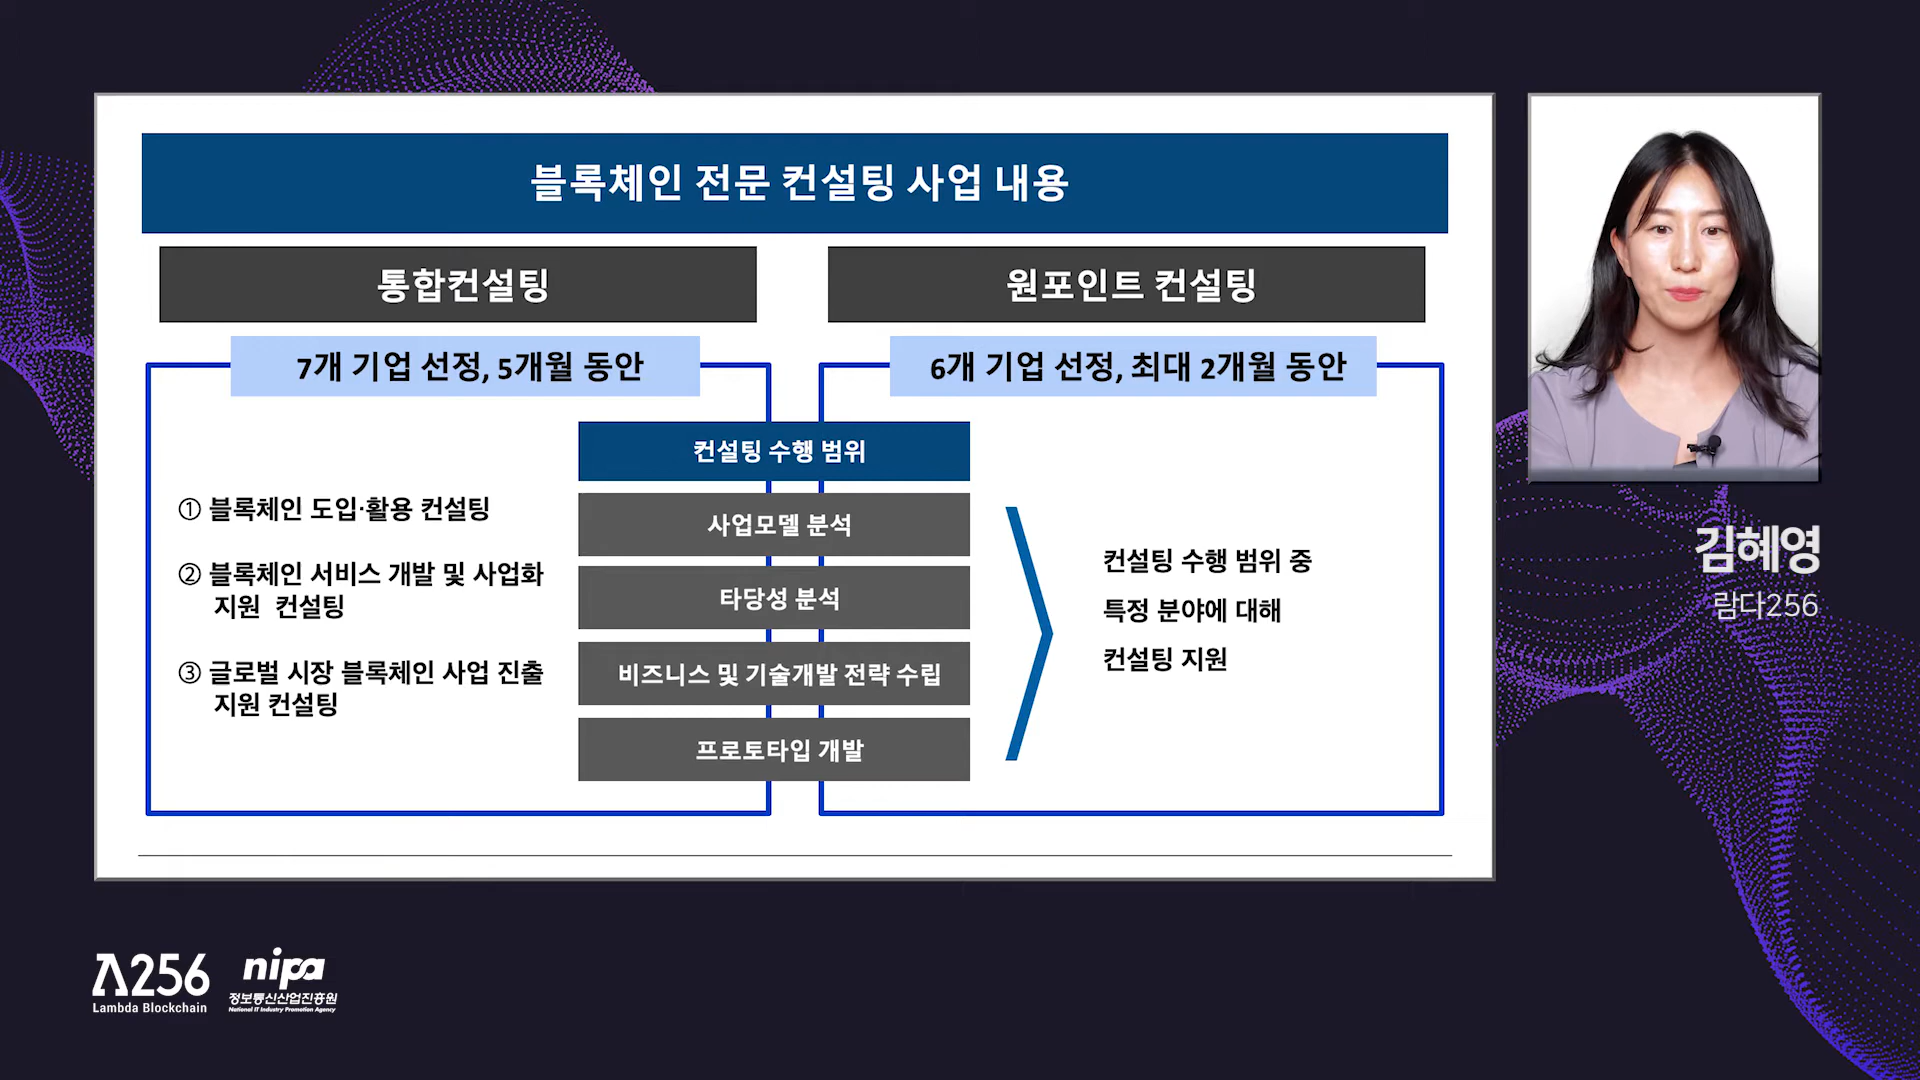 블록체인 전문 컨설팅 사업 내용
통합컨설팅
7개 기업 선정, 5개월 동안
① 블록체인 도입·활용 컨설팅
② 블록체인 서비스 개발 및 사업화
지원 컨설팅
③ 글로벌 시장 블록체인 사업 진출
지원 컨설팅
컨설팅 수행 범위
사업모델 분석
타당성 분석
비즈니스 및 기술개발 전략 수립
프로토타입 개발
원포인트 컨설팅
6개 기업 선정, 최대 2개월 동안
컨설팅 수행 범위 중
특정 분야에 대해
컨설팅 지원
김혜영
람다256
Λ256
Lambda Blockchain
nipa
정보통신산업진흥원
National IT Industry Promotion Agency